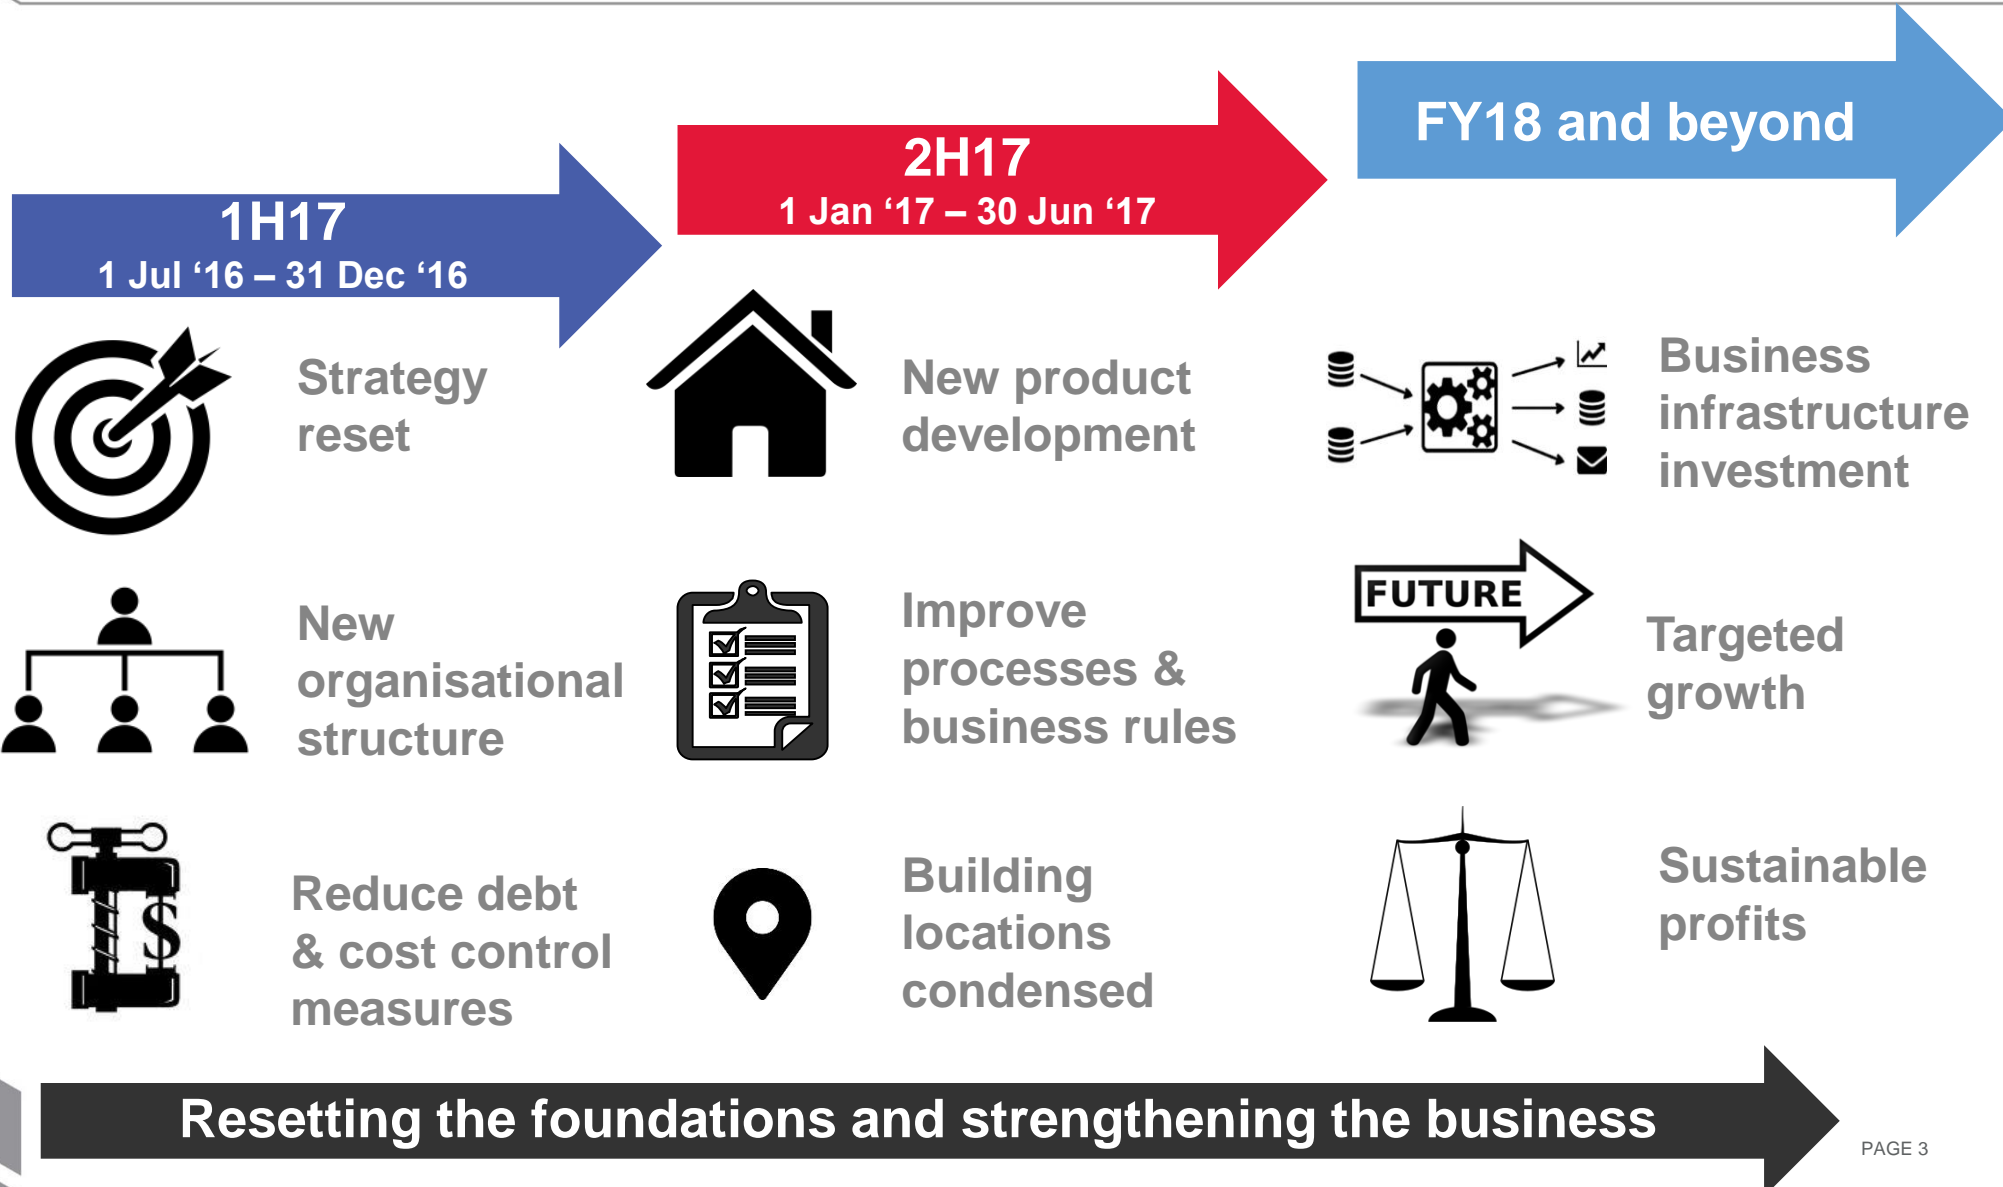 1H17
1 Jul ‘16 – 31 Dec ‘16
2H17
1 Jan ‘17 – 30 Jun ‘17
FY18 and beyond
Strategy
reset
New
organisational
structure
$
Reduce debt
& cost control
measures
New product
development
Improve
processes &
business rules
Building
locations
condensed
Business
infrastructure
investment
FUTURE
Targeted
growth
Sustainable
profits
Resetting the foundations and strengthening the business
PAGE 3